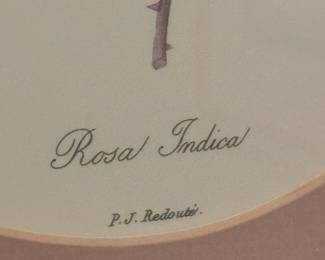 Rosa Indica
P. J. Redouté.